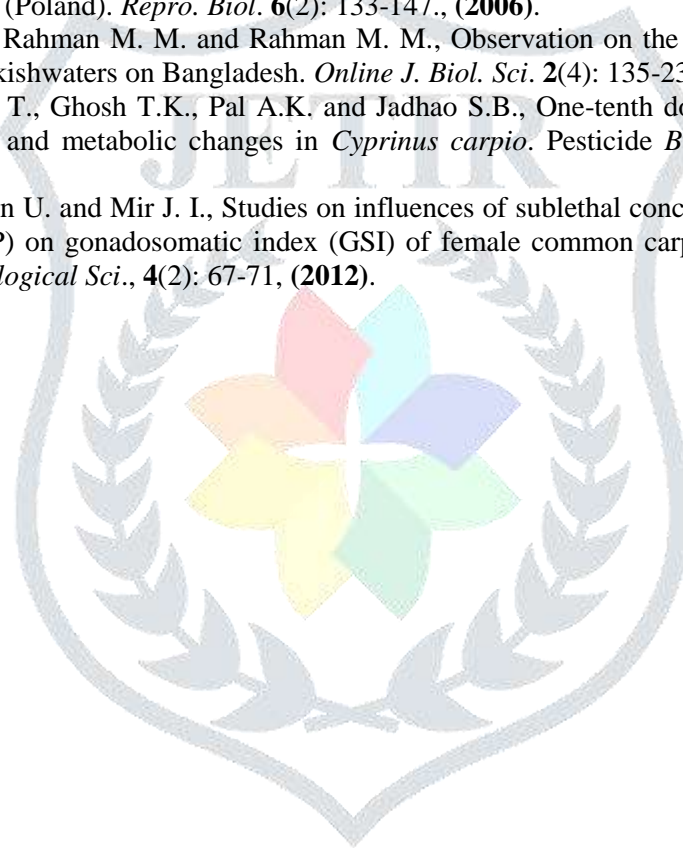 (Poland). Repro. Biol. 6(2): 133-147., (2006).
Rahman M. M. and Rahman M. M., Observation on the
kishwaters on Bangladesh. Online J. Biol. Sci. 2(4): 135-23
T., Ghosh T.K., Pal A.K. and Jadhao S.B., One-tenth do
and metabolic changes in Cyprinus carpio. Pesticide B
n U. and Mir J. I., Studies on influences of sublethal conc
P) on gonadosomatic index (GSI) of female common carp
logical Sci., 4(2): 67-71, (2012).
JETIR